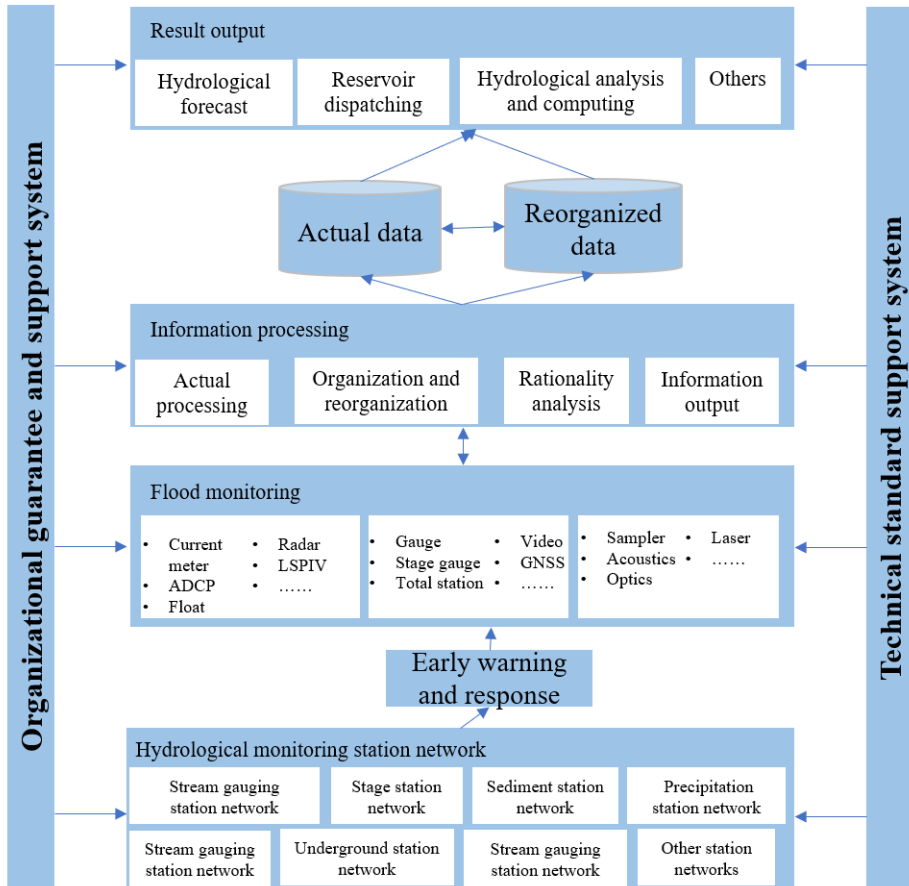 Organizational guarantee and support system
Result output
Hydrological
forecast
Reservoir
dispatching
Hydrological analysis
and computing
Others
Actual data
Reorganized
data
Information processing
Actual
processing
Organization and
reorganization
Rationality
analysis
Information
output
Flood monitoring
• Current
meter
• ADCP
• Float
• Radar
• LSPIV
• ……
• Gauge
• Stage gauge
• Total station
• Video
• GNSS
• ……
• Sampler
• Acoustics
• Optics
• Laser
• ……
Early warning
and response
Hydrological monitoring station network
Stream gauging
station network
Stage station
network
Sediment station
network
Precipitation
station network
Stream gauging
station network
Underground station
network
Stream gauging
station network
Other station
networks
Technical standard support system